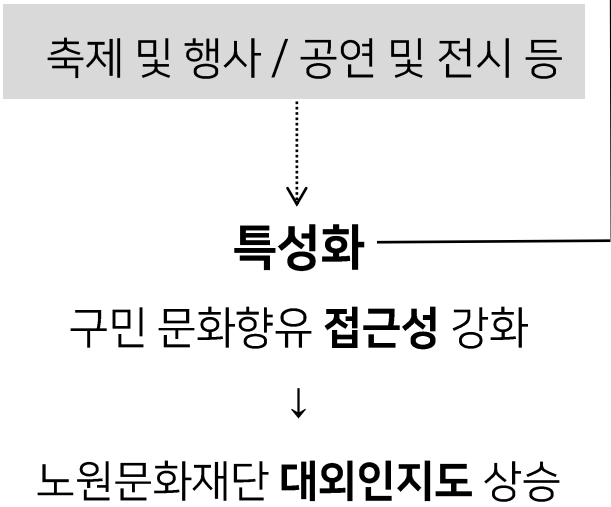 축제 및 행사 / 공연 및 전시 등
특성화
구민 문화향유 접근성 강화
↓
노원문화재단 대외인지도 상승